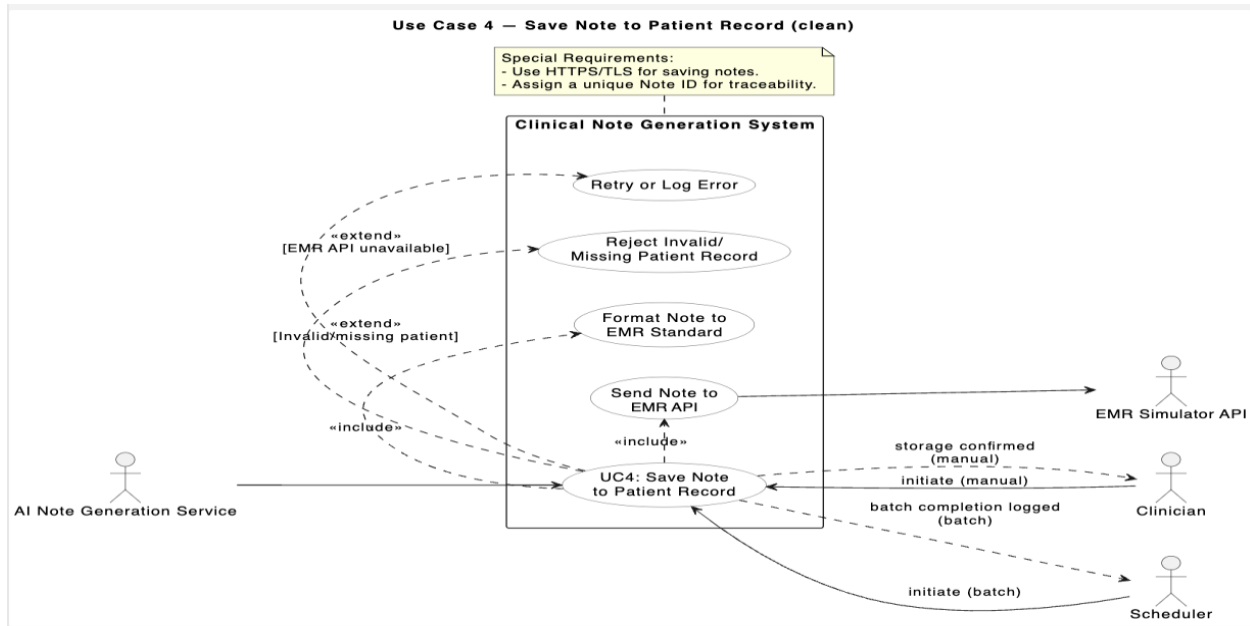 Use Case 4 — Save Note to Patient Record (clean)
Special Requirements:
- Use HTTPS/TLS for saving notes.
- Assign a unique Note ID for traceability.
Clinical Note Generation System
Retry or Log Error
«extend»
[EMR API unavailable]
Reject Invalid/
Missing Patient Record
«extend»
[Invalid/missing patient]
Format Note to
EMR Standard
Send Note to
EMR API
EMR Simulator API
«include»
«include»
storage confirmed
(manual)
initiate (manual)
UC4: Save Note
to Patient Record
AI Note Generation Service
Clinician
batch completion logged
(batch)
initiate (batch)
Scheduler